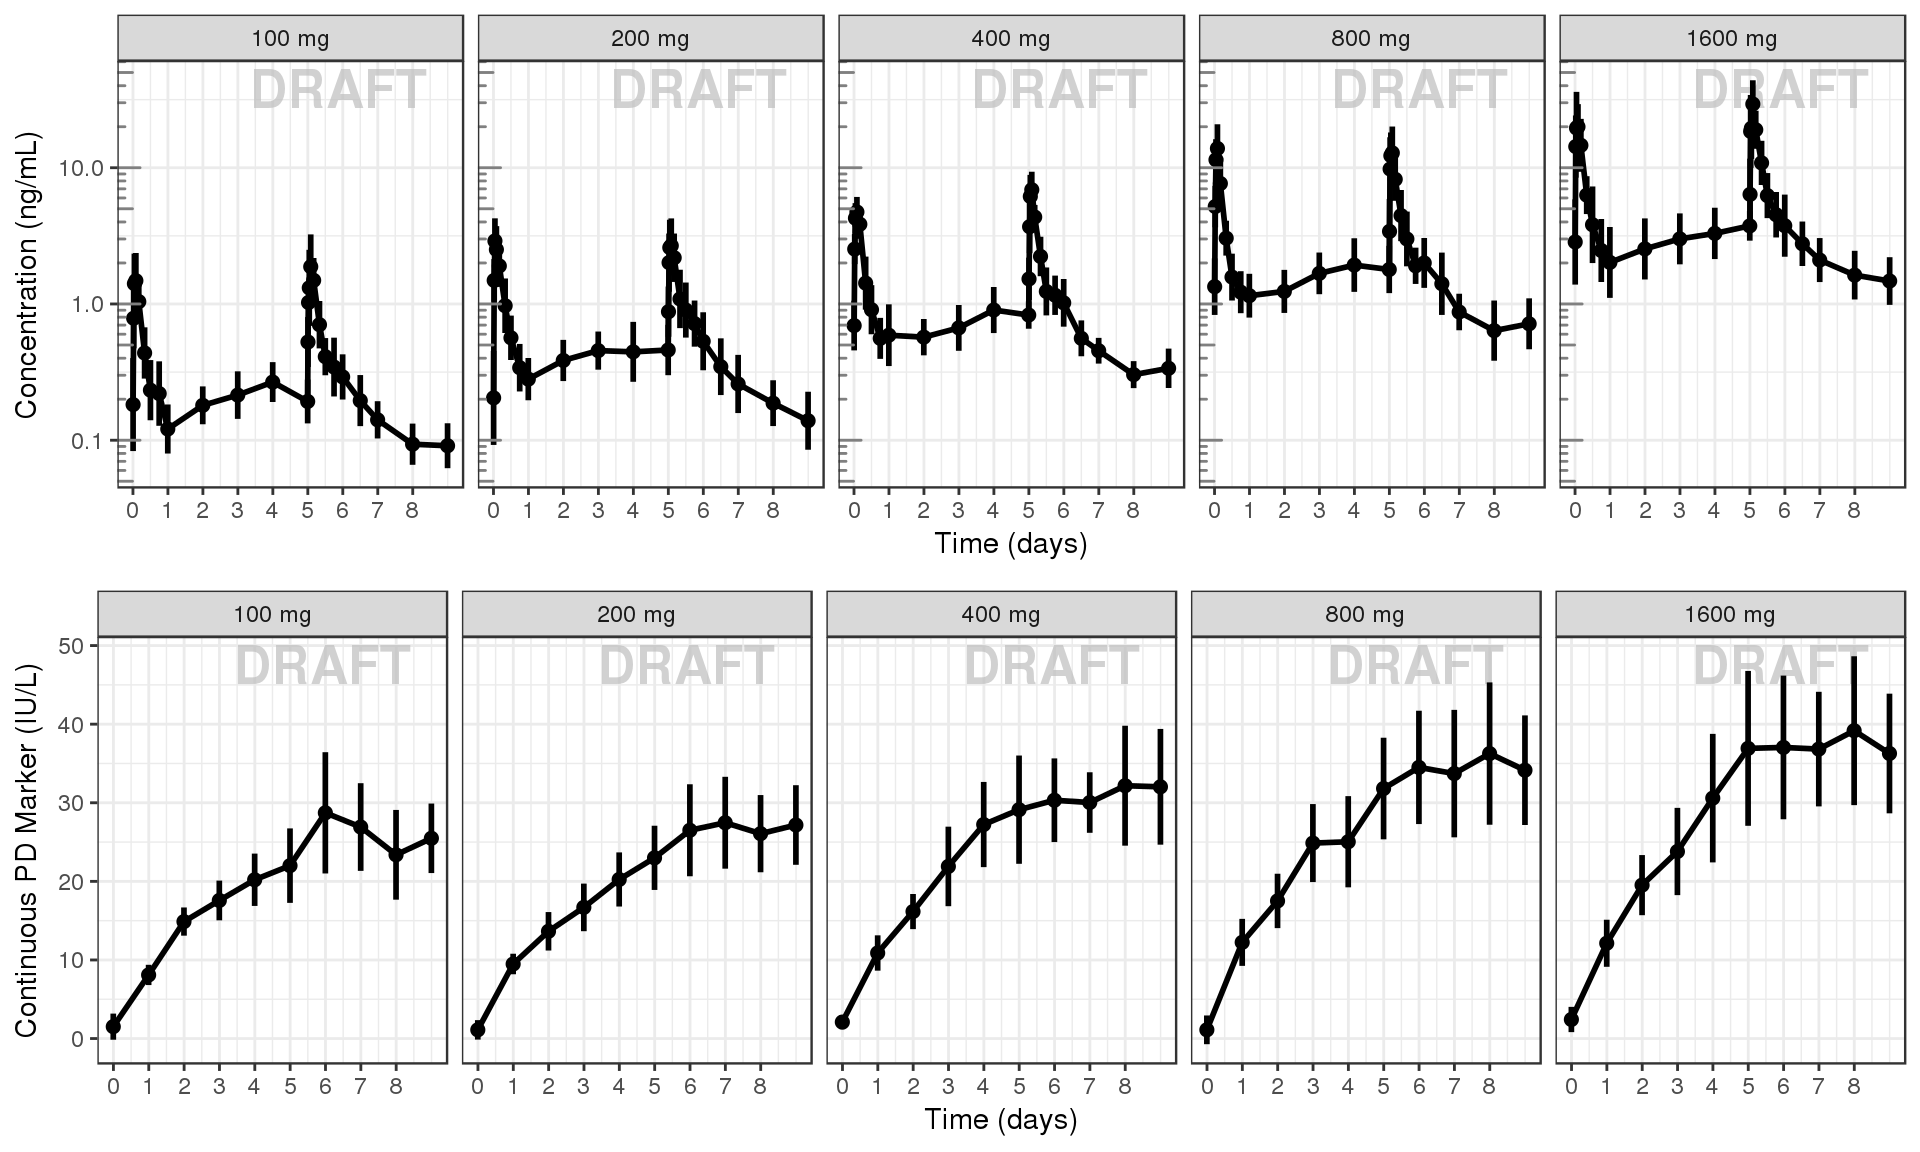 100 mg 200 mg 400 mg 800 mg 1600 mg
DRAFT DRAFT DRAFT DRAFT DRAFT
Concentration (ng/mL)
10.0
1.0
0.1
0 1 2 3 4 5 6 7 8 0 1 2 3 4 5 6 7 8 0 1 2 3 4 5 6 7 8 0 1 2 3 4 5 6 7 8 0 1 2 3 4 5 6 7 8
Time (days)
100 mg 200 mg 400 mg 800 mg 1600 mg
DRAFT DRAFT DRAFT DRAFT DRAFT
Continuous PD Marker (IU/L)
50
40
30
20
10
0
0 1 2 3 4 5 6 7 8 0 1 2 3 4 5 6 7 8 0 1 2 3 4 5 6 7 8 0 1 2 3 4 5 6 7 8 0 1 2 3 4 5 6 7 8
Time (days)